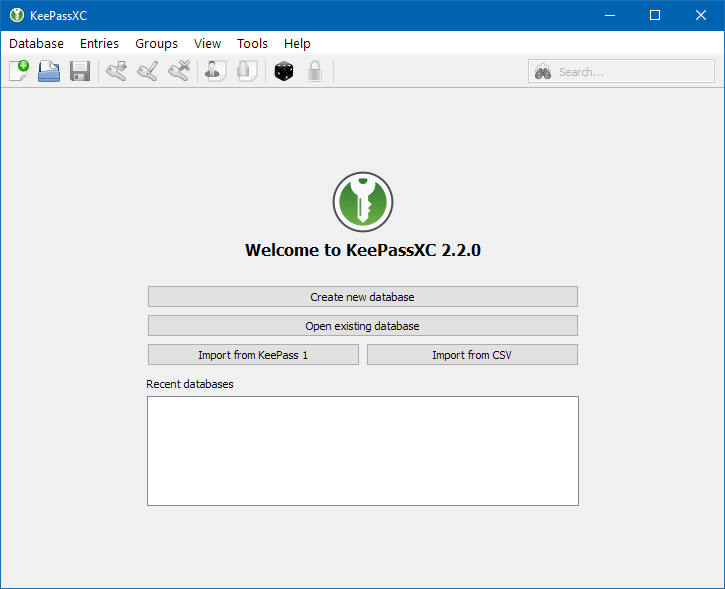 KeePassXC
Database Entries Groups View Tools Help
Search...
Welcome to KeePassXC 2.2.0
Create new database
Open existing database
Import from KeePass 1 Import from CSV
Recent databases